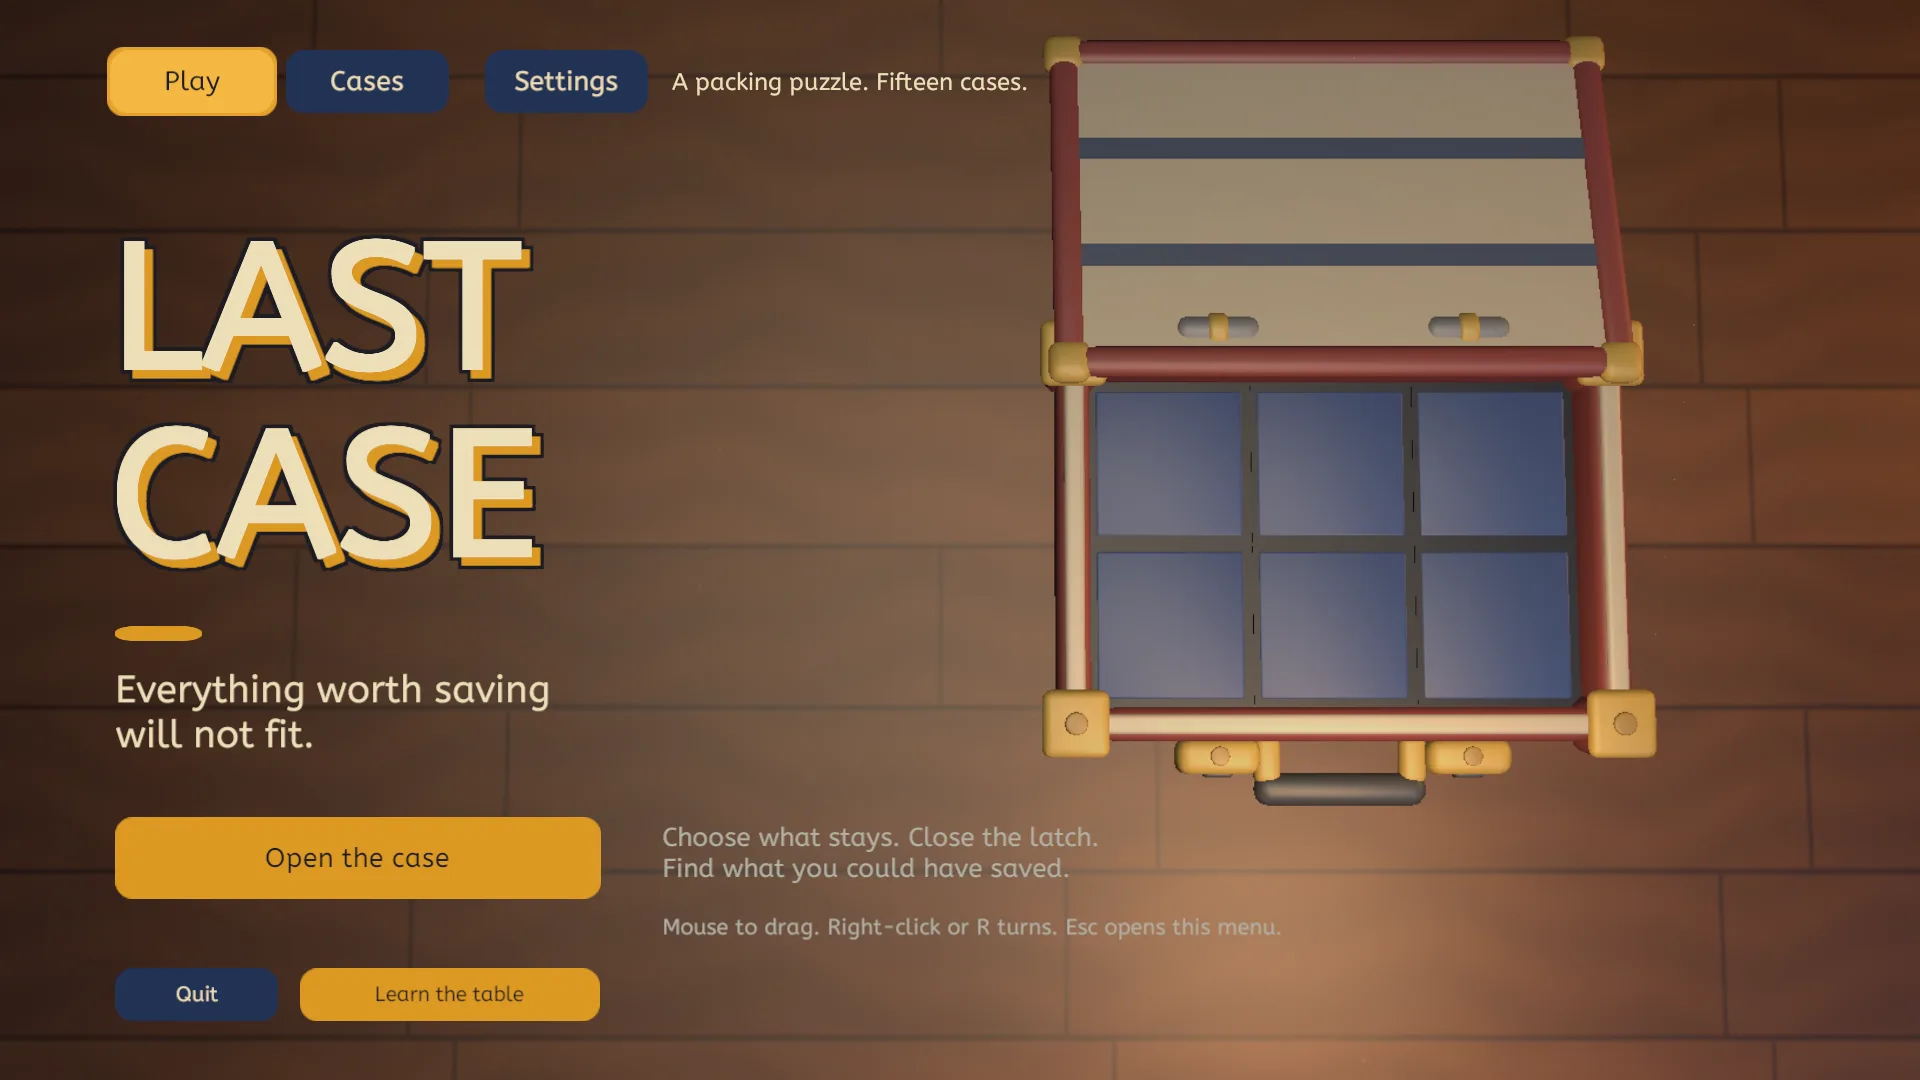 Play
Cases
Settings
A packing puzzle. Fifteen cases.
LAST
CASE
Everything worth saving
will not fit.
Open the case
Choose what stays. Close the latch.
Find what you could have saved.
Mouse to drag. Right-click or R turns. Esc opens this menu.
Quit
Learn the table